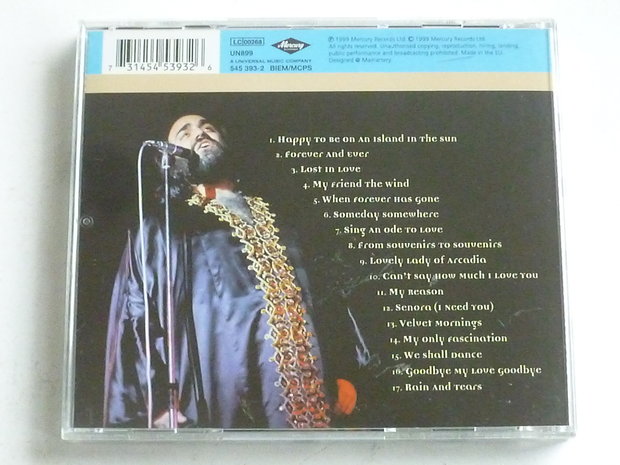 LC 00268
Mercury
UN899
A UNIVERSAL MUSIC COMPANY
545 393-2 BIEM/MCPS
℗ 1999 Mercury Records Ltd. © 1999 Mercury Records Ltd.
All rights reserved. Unauthorised copying, reproduction, hiring, lending,
public performance and broadcasting prohibited. Made in the EU.
Designed @ Mainartery
7 31454 53932 6
1. Happy To Be On An Island In The Sun
2. Forever And Ever
3. Lost In Love
4. My Friend The Wind
5. When Forever Has Gone
6. Someday Somewhere
7. Sing An Ode To Love
8. From Souvenirs To Souvenirs
9. Lovely Lady Of Arcadia
10. Can't Say How Much I Love You
11. My Reason
12. Senora (I Need You)
13. Velvet Mornings
14. My Only Fascination
15. We Shall Dance
16. Goodbye My Love Goodbye
17. Rain And Tears